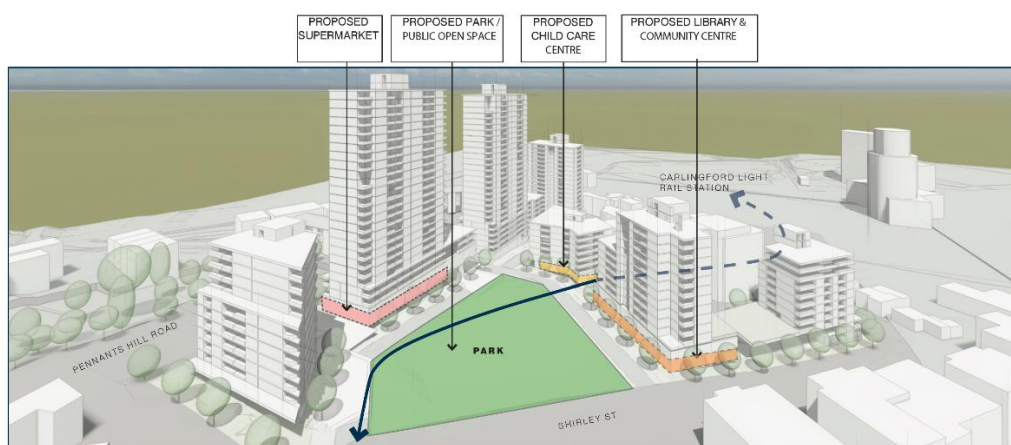 PROPOSED
SUPERMARKET
PROPOSED PARK /
PUBLIC OPEN SPACE
PROPOSED
CHILD CARE
CENTRE
PROPOSED LIBRARY &
COMMUNITY CENTRE
CARLINGFORD LIGHT
RAIL STATION
PENNANTS HILL ROAD
PARK
SHIRLEY ST